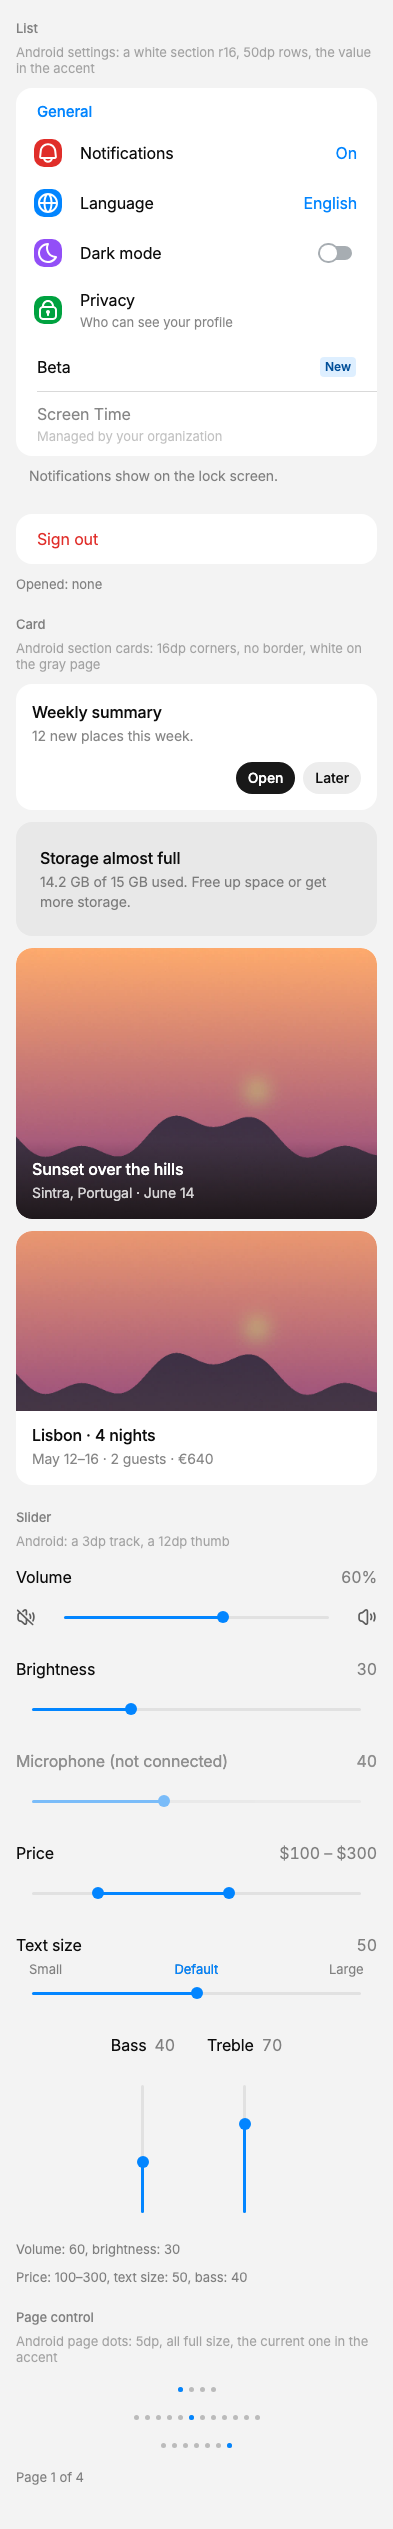 List
Android settings: a white section r16, 50dp rows, the value
in the accent
General
Notifications On
Language English
Dark mode
Privacy
Who can see your profile
Beta New
Screen Time
Managed by your organization
Notifications show on the lock screen.
Sign out
Opened: none
Card
Android section cards: 16dp corners, no border, white on
the gray page
Weekly summary
12 new places this week.
Open Later
Storage almost full
14.2 GB of 15 GB used. Free up space or get
more storage.
Sunset over the hills
Sintra, Portugal · June 14
Lisbon · 4 nights
May 12–16 · 2 guests · €640
Slider
Android: a 3dp track, a 12dp thumb
Volume 60%
Brightness 30
Microphone (not connected) 40
Price $100 – $300
Text size 50
Small Default Large
Bass 40 Treble 70
Volume: 60, brightness: 30
Price: 100–300, text size: 50, bass: 40
Page control
Android page dots: 5dp, all full size, the current one in the
accent
Page 1 of 4